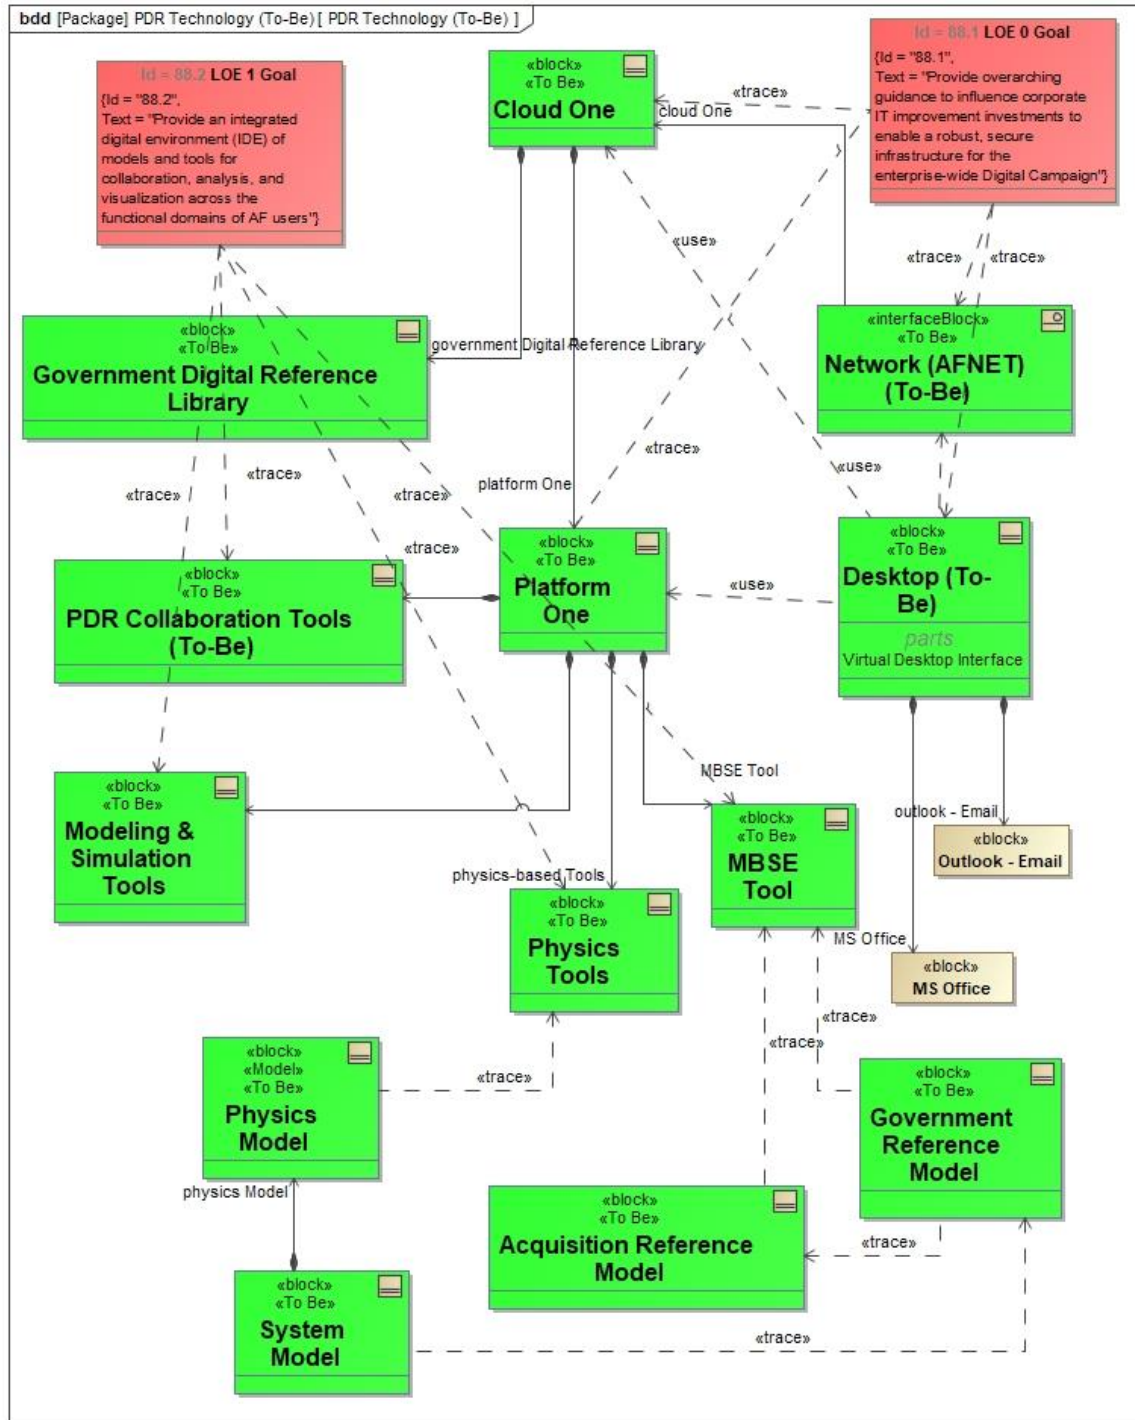 bdd [Package] PDR Technology (To-Be) [ PDR Technology (To-Be) ]
Id = 88.2 LOE 1 Goal
{Id = "88.2",
Text = "Provide an integrated
digital environment (IDE) of
models and tools for
collaboration, analysis, and
visualization across the
functional domains of AF users"}
«block»
«To Be»
Cloud One
Id = 88.1 LOE 0 Goal
{Id = "88.1",
Text = "Provide overarching
guidance to influence corporate
IT improvement investments to
enable a robust, secure
infrastructure for the
enterprise-wide Digital Campaign"}
«trace»
cloud One
«use»
«trace»
«trace»
«block»
«To Be»
Government Digital Reference
Library
government Digital Reference Library
«interfaceBlock»
«To Be»
Network (AFNET)
(To-Be)
«trace»
«trace»
«trace»
platform One
«trace»
«use»
«trace»
«block»
«To Be»
PDR Collaboration Tools
(To-Be)
«block»
«To Be»
Platform
One
«use»
«block»
«To Be»
Desktop (To-
Be)
parts
Virtual Desktop Interface
«block»
«To Be»
Modeling &
Simulation
Tools
MBSE Tool
«block»
«To Be»
MBSE
Tool
outlook - Email
«block»
Outlook - Email
physics-based Tools
«block»
«To Be»
Physics
Tools
MS Office
«block»
MS Office
«trace»
«trace»
«block»
«Model»
«To Be»
Physics
Model
«trace»
«block»
«To Be»
Government
Reference
Model
physics Model
«block»
«To Be»
Acquisition Reference
Model
«trace»
«block»
«To Be»
System
Model
«trace»